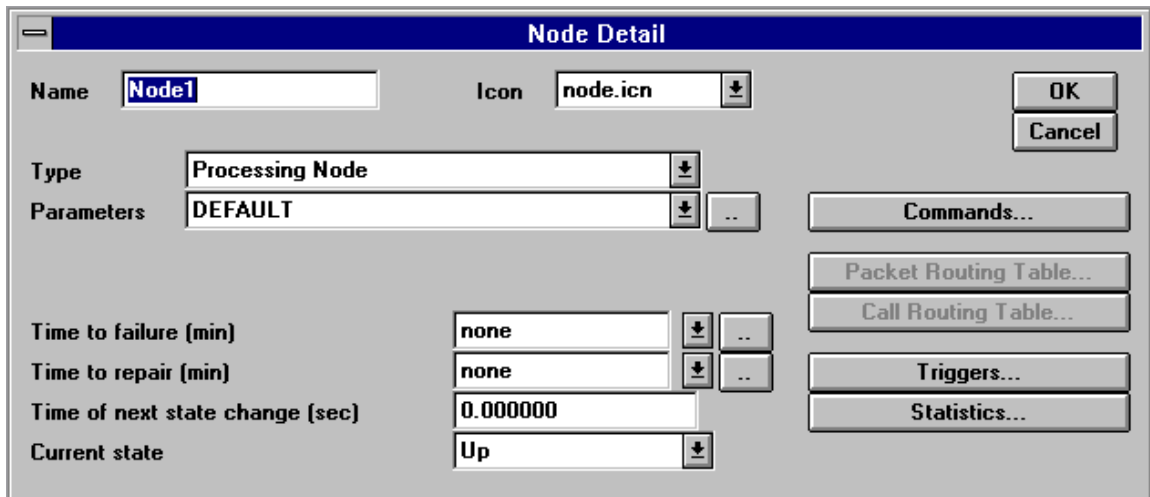 Node Detail
Name Node1 Icon node.icn OK
Cancel
Type Processing Node
Parameters DEFAULT .. Commands...
Packet Routing Table...
Call Routing Table...
Time to failure (min) none ..
Time to repair (min) none .. Triggers...
Time of next state change (sec) 0.000000 Statistics...
Current state Up